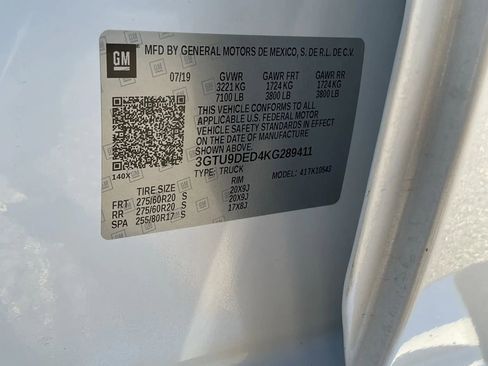 GM
MFD BY GENERAL MOTORS DE MEXICO, S. DE R.L. DE C.V.
07/19 GVWR GAWR FRT GAWR RR
3221 KG 1724 KG 1724 KG
7100 LB 3800 LB 3800 LB
THIS VEHICLE CONFORMS TO ALL
APPLICABLE U.S. FEDERAL MOTOR
VEHICLE SAFETY STANDARDS IN EFFECT
ON THE DATE OF MANUFACTURE
SHOWN ABOVE.
3GTU9DED4KG289411
140X TYPE: TRUCK MODEL: 417K10543
TIRE SIZE RIM
FRT 275/60R20 S 20X9J
RR 275/60R20 S 20X9J
SPA 255/80R17 S 17X8J